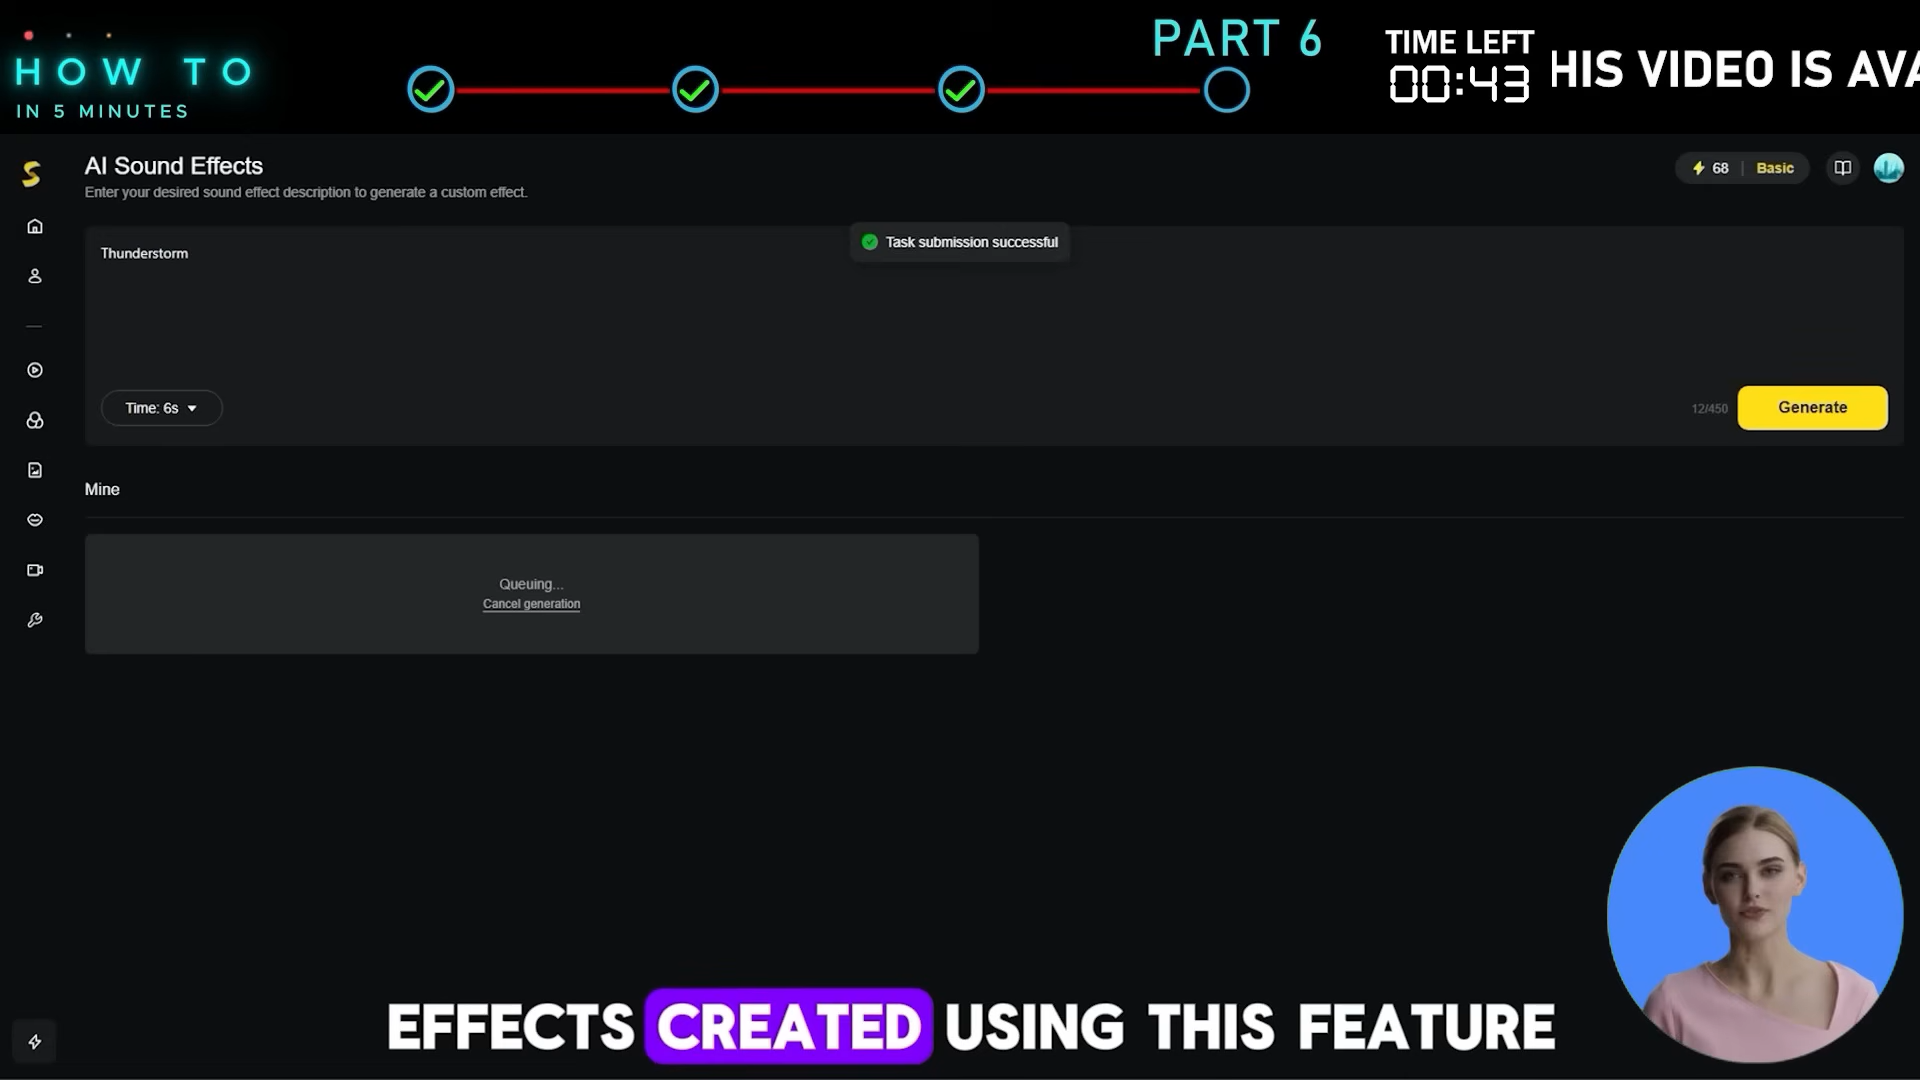 HOW TO
IN 5 MINUTES
PART 6
TIME LEFT
00:43
HIS VIDEO IS AVA
AI Sound Effects
Enter your desired sound effect description to generate a custom effect.
68 | Basic
Task submission successful
Thunderstorm
Time: 6s
12/450
Generate
Mine
Queuing...
Cancel generation
EFFECTS CREATED USING THIS FEATURE